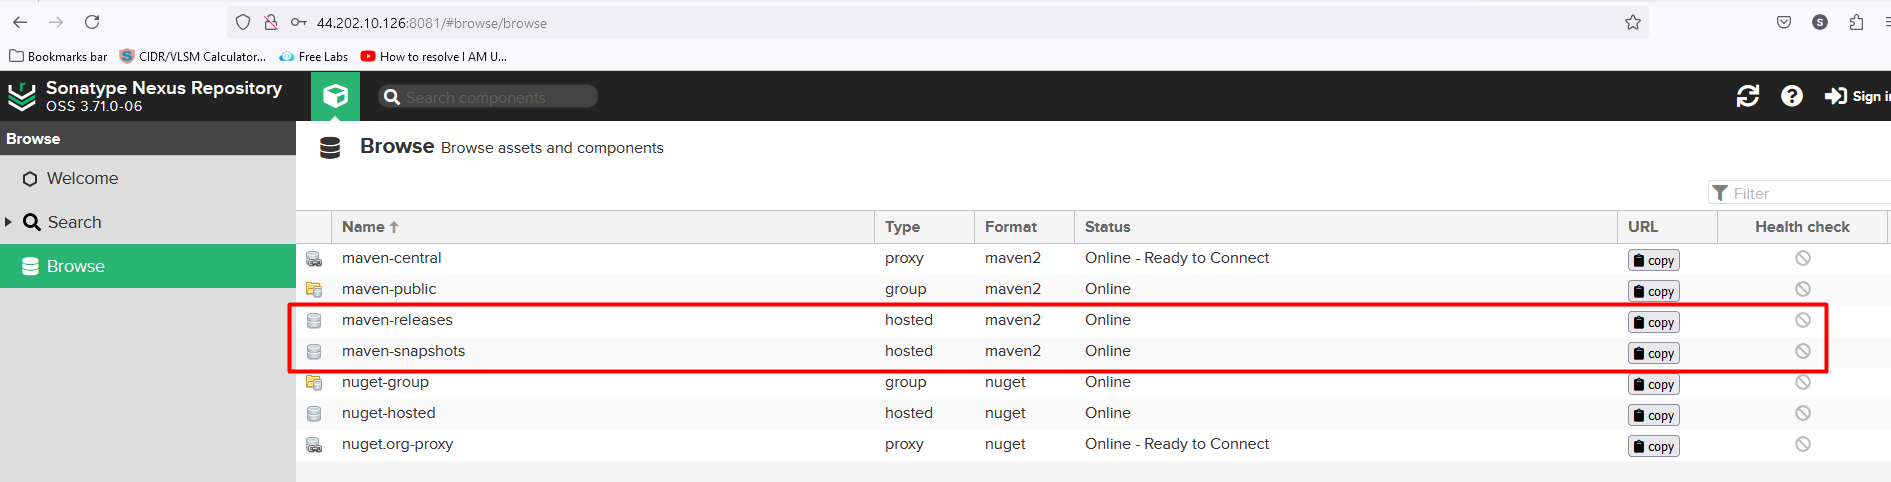 44.202.10.126:8081/#browse/browse
S
Bookmarks bar CIDR/VLSM Calculator... Free Labs How to resolve I AM U...
Sonatype Nexus Repository
OSS 3.71.0-06
Search components
Sign in
Browse
Browse Browse assets and components
Welcome
Search
Browse
Filter
Name Type Format Status URL Health check
maven-central proxy maven2 Online - Ready to Connect copy
maven-public group maven2 Online copy
maven-releases hosted maven2 Online copy
maven-snapshots hosted maven2 Online copy
nuget-group group nuget Online copy
nuget-hosted hosted nuget Online copy
nuget.org-proxy proxy nuget Online - Ready to Connect copy